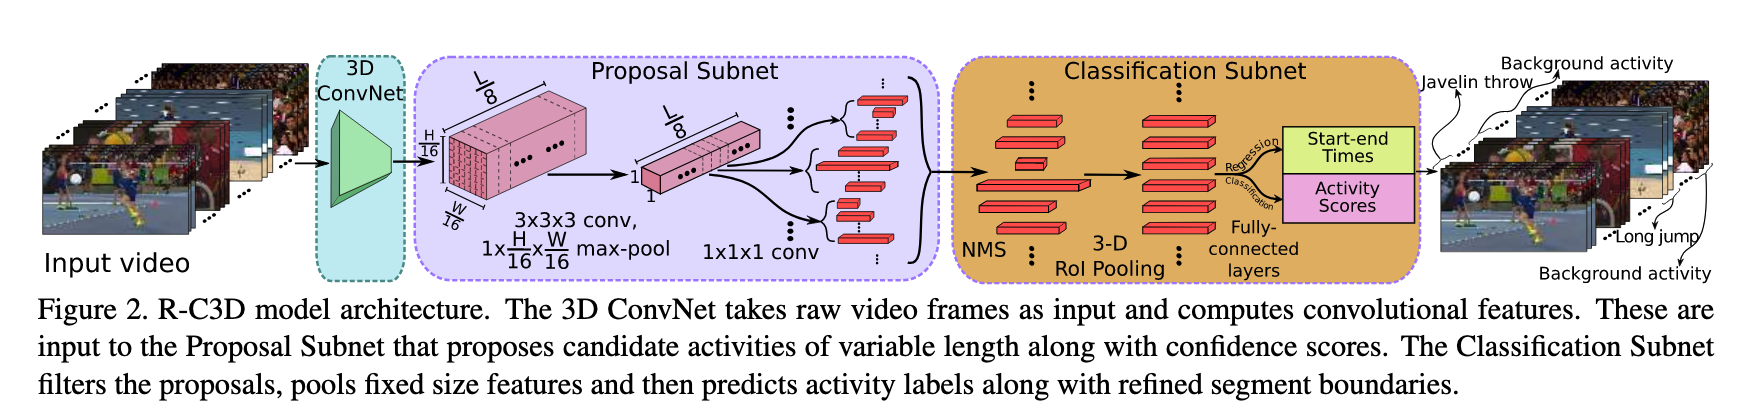 Input video
3D
ConvNet
Proposal Subnet
L/8
H/16
W/16
3x3x3 conv,
1xH/16xW/16 max-pool
L/8
1
1
1x1x1 conv
Classification Subnet
NMS
3-D
RoI Pooling
Regression
Classification
Fully-
connected
layers
Start-end
Times
Activity
Scores
Background activity
Javelin throw
Long jump
Background activity
Figure 2. R-C3D model architecture. The 3D ConvNet takes raw video frames as input and computes convolutional features. These are
input to the Proposal Subnet that proposes candidate activities of variable length along with confidence scores. The Classification Subnet
filters the proposals, pools fixed size features and then predicts activity labels along with refined segment boundaries.